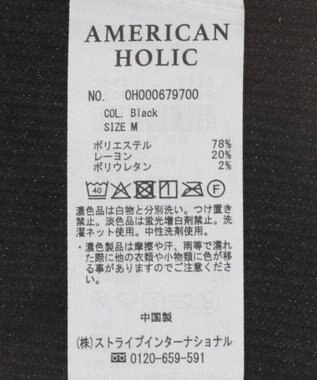 AMERICAN
HOLIC
NO. 0H000679700
COL. Black
SIZE M
ポリエステル 78%
レーヨン 20%
ポリウレタン 2%
40 F
濃色品は白物と分別洗い。つけ置き
禁止。淡色品は蛍光増白剤禁止。洗
濯ネット使用。中性洗剤使用。
・濃色製品は摩擦や汗、雨等で濡れ
た際に他の衣類や小物類に色が移
る事がありますのでご注意くださ
い。
中国製
(株)ストライプインターナショナル
0120-659-591